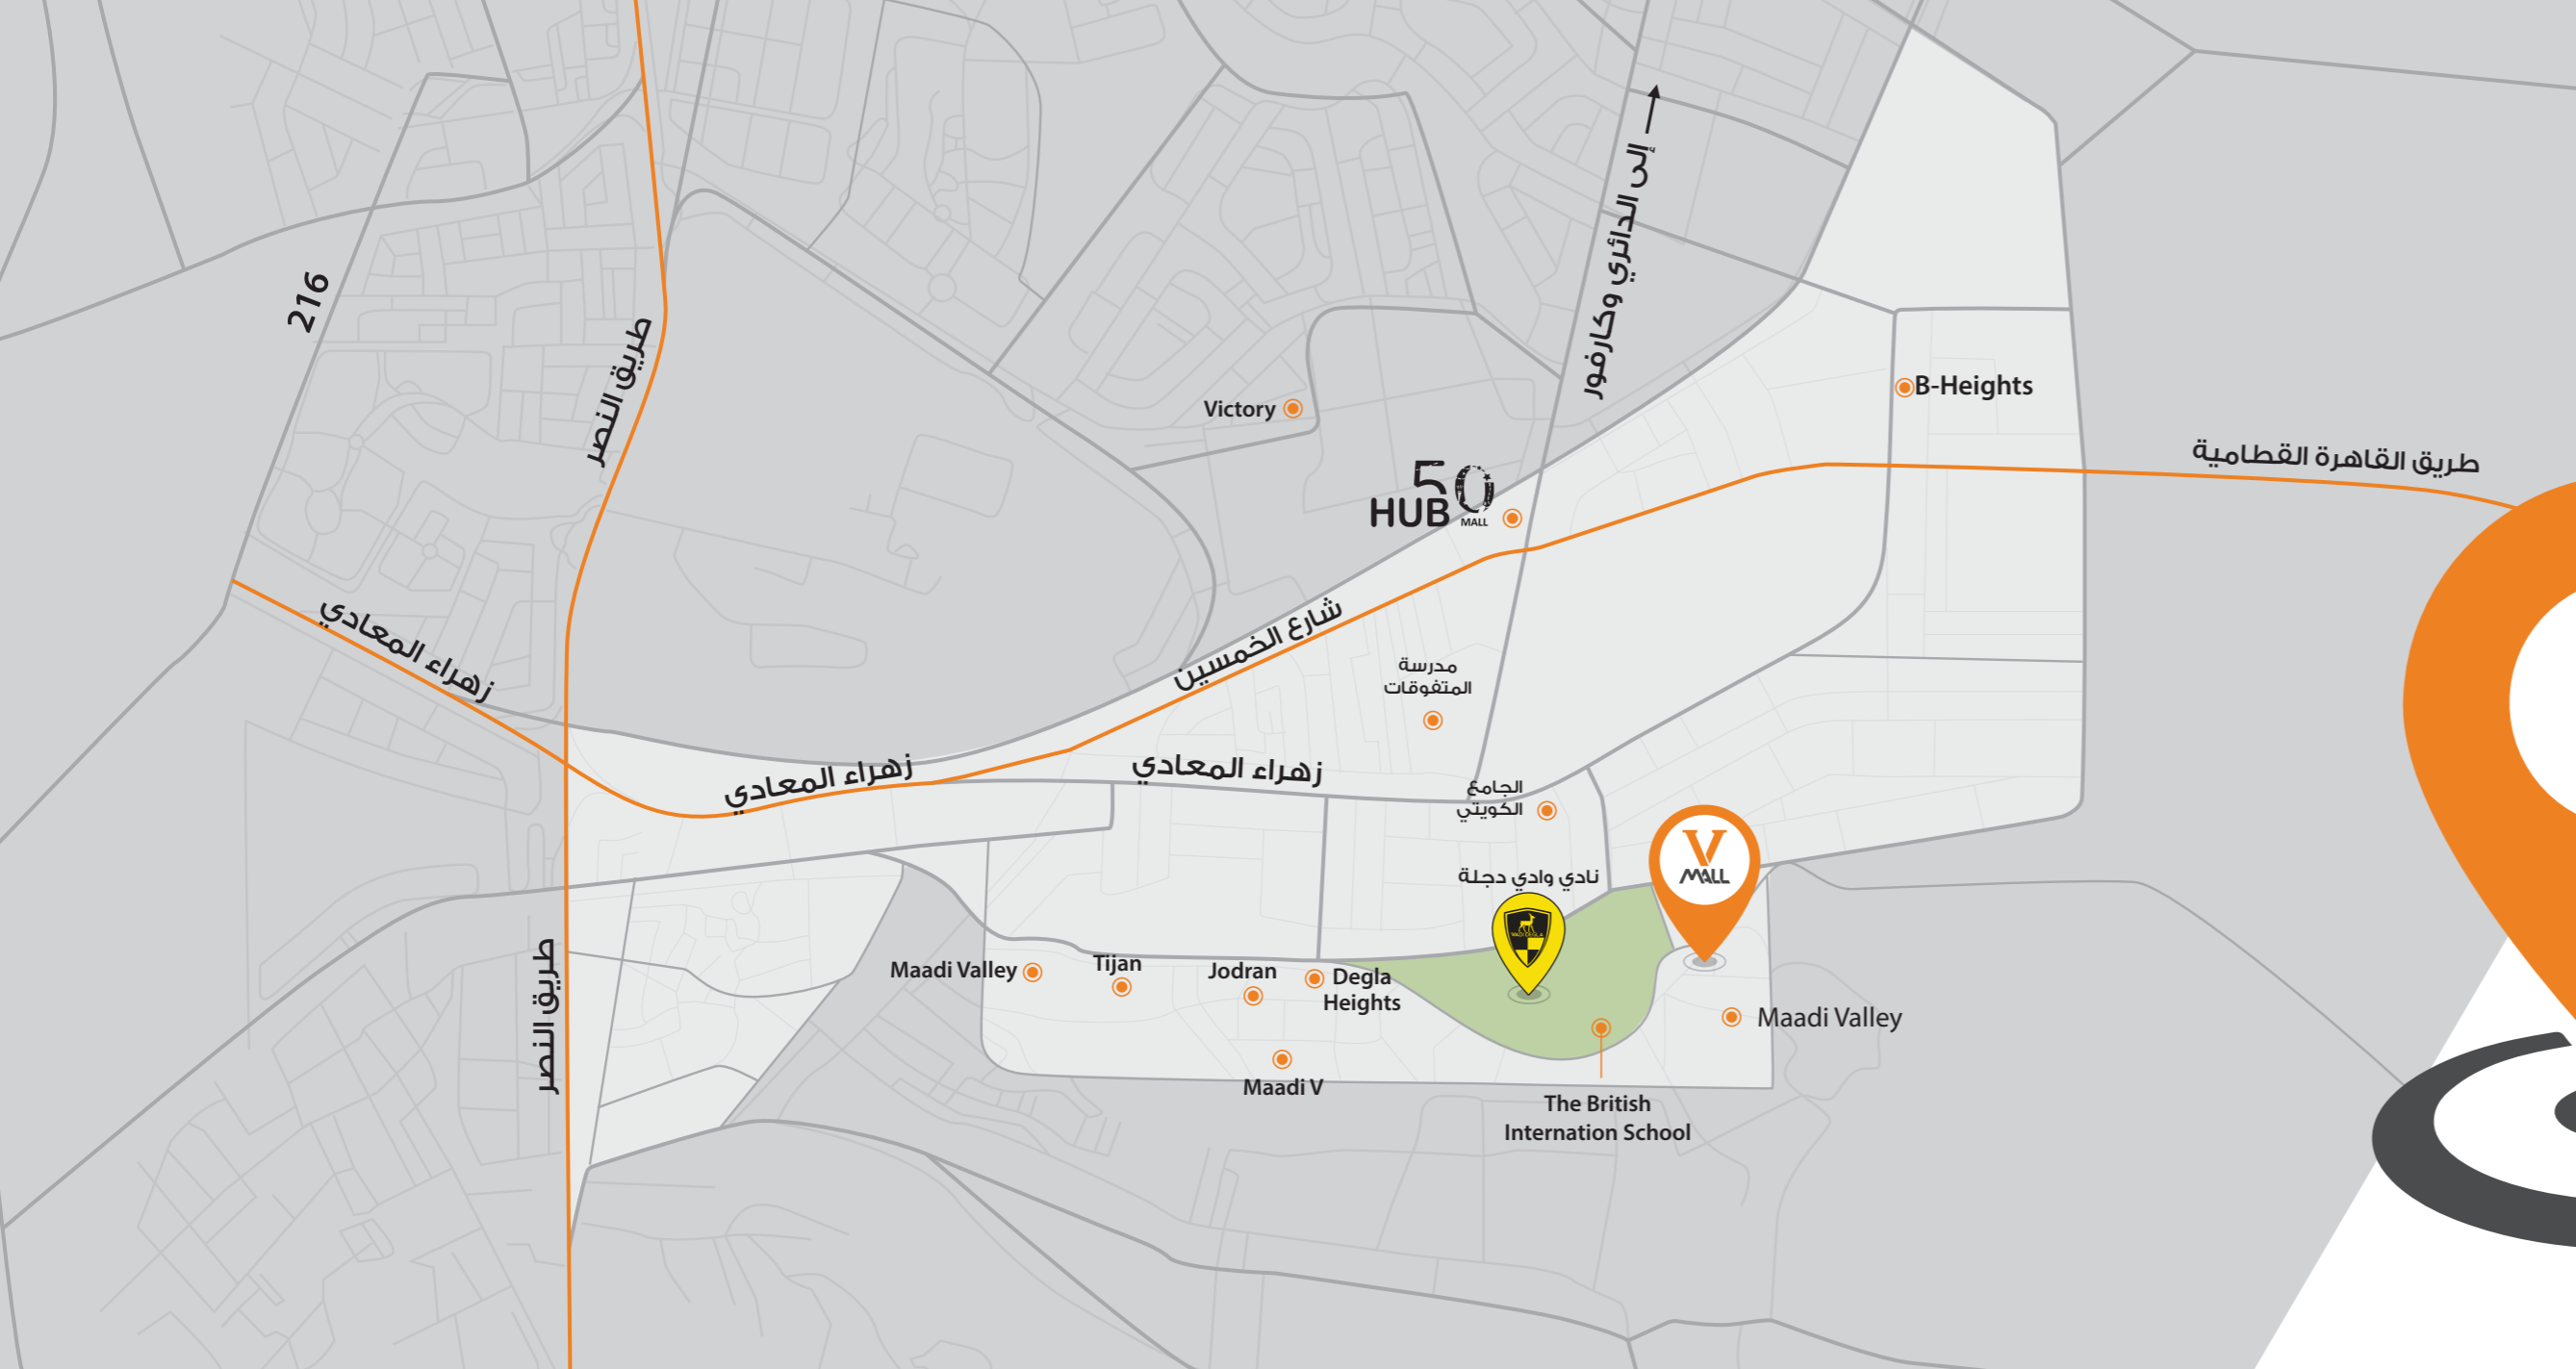 إلى الدائري وكارفور
216
طريق النصر
Victory
B-Heights
طريق القاهرة القطامية
50
HUB
MALL
زهراء المعادي
شارع الخمسين
مدرسة
المتفوقات
زهراء المعادي
زهراء المعادي
الجامع
الكويتي
V
MALL
نادي وادي دجلة
WADI DEGLA
طريق النصر
Maadi Valley
Tijan
Jodran
Degla
Heights
Maadi Valley
Maadi V
The British
Internation School